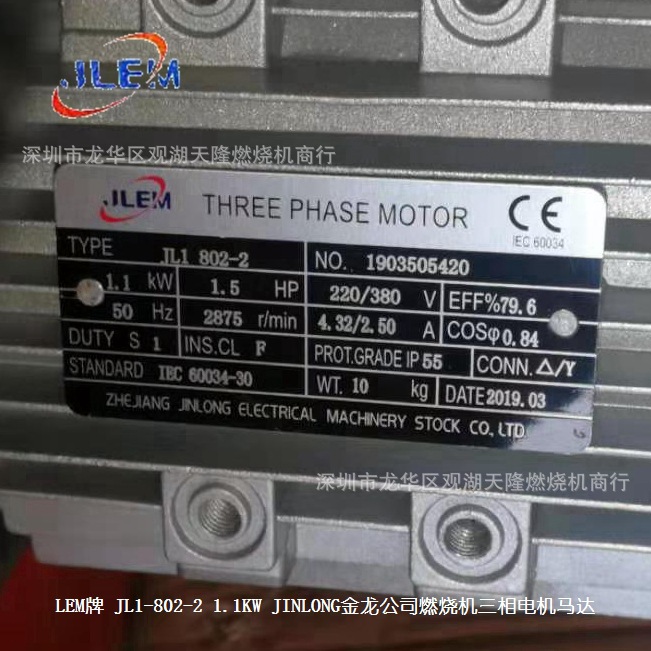 JLEM
深圳市龙华区观湖天隆燃烧机商行
JLEM THREE PHASE MOTOR CE
IEC 60034
TYPE JL1 802-2 NO. 1903505420
1.1 kW 1.5 HP 220/380 V EFF%79.6
50 Hz 2875 r/min 4.32/2.50 A COSφ0.84
DUTY S 1 INS.CL F PROT.GRADE IP 55 CONN. △/Y
STANDARD IEC 60034-30 WT. 10 kg DATE 2019.03
ZHEJIANG JINLONG ELECTRICAL MACHINERY STOCK CO,.LTD.
深圳市龙华区观湖天隆燃烧机商行
LEM牌 JL1-802-2 1.1KW JINLONG金龙公司燃烧机三相电机马达